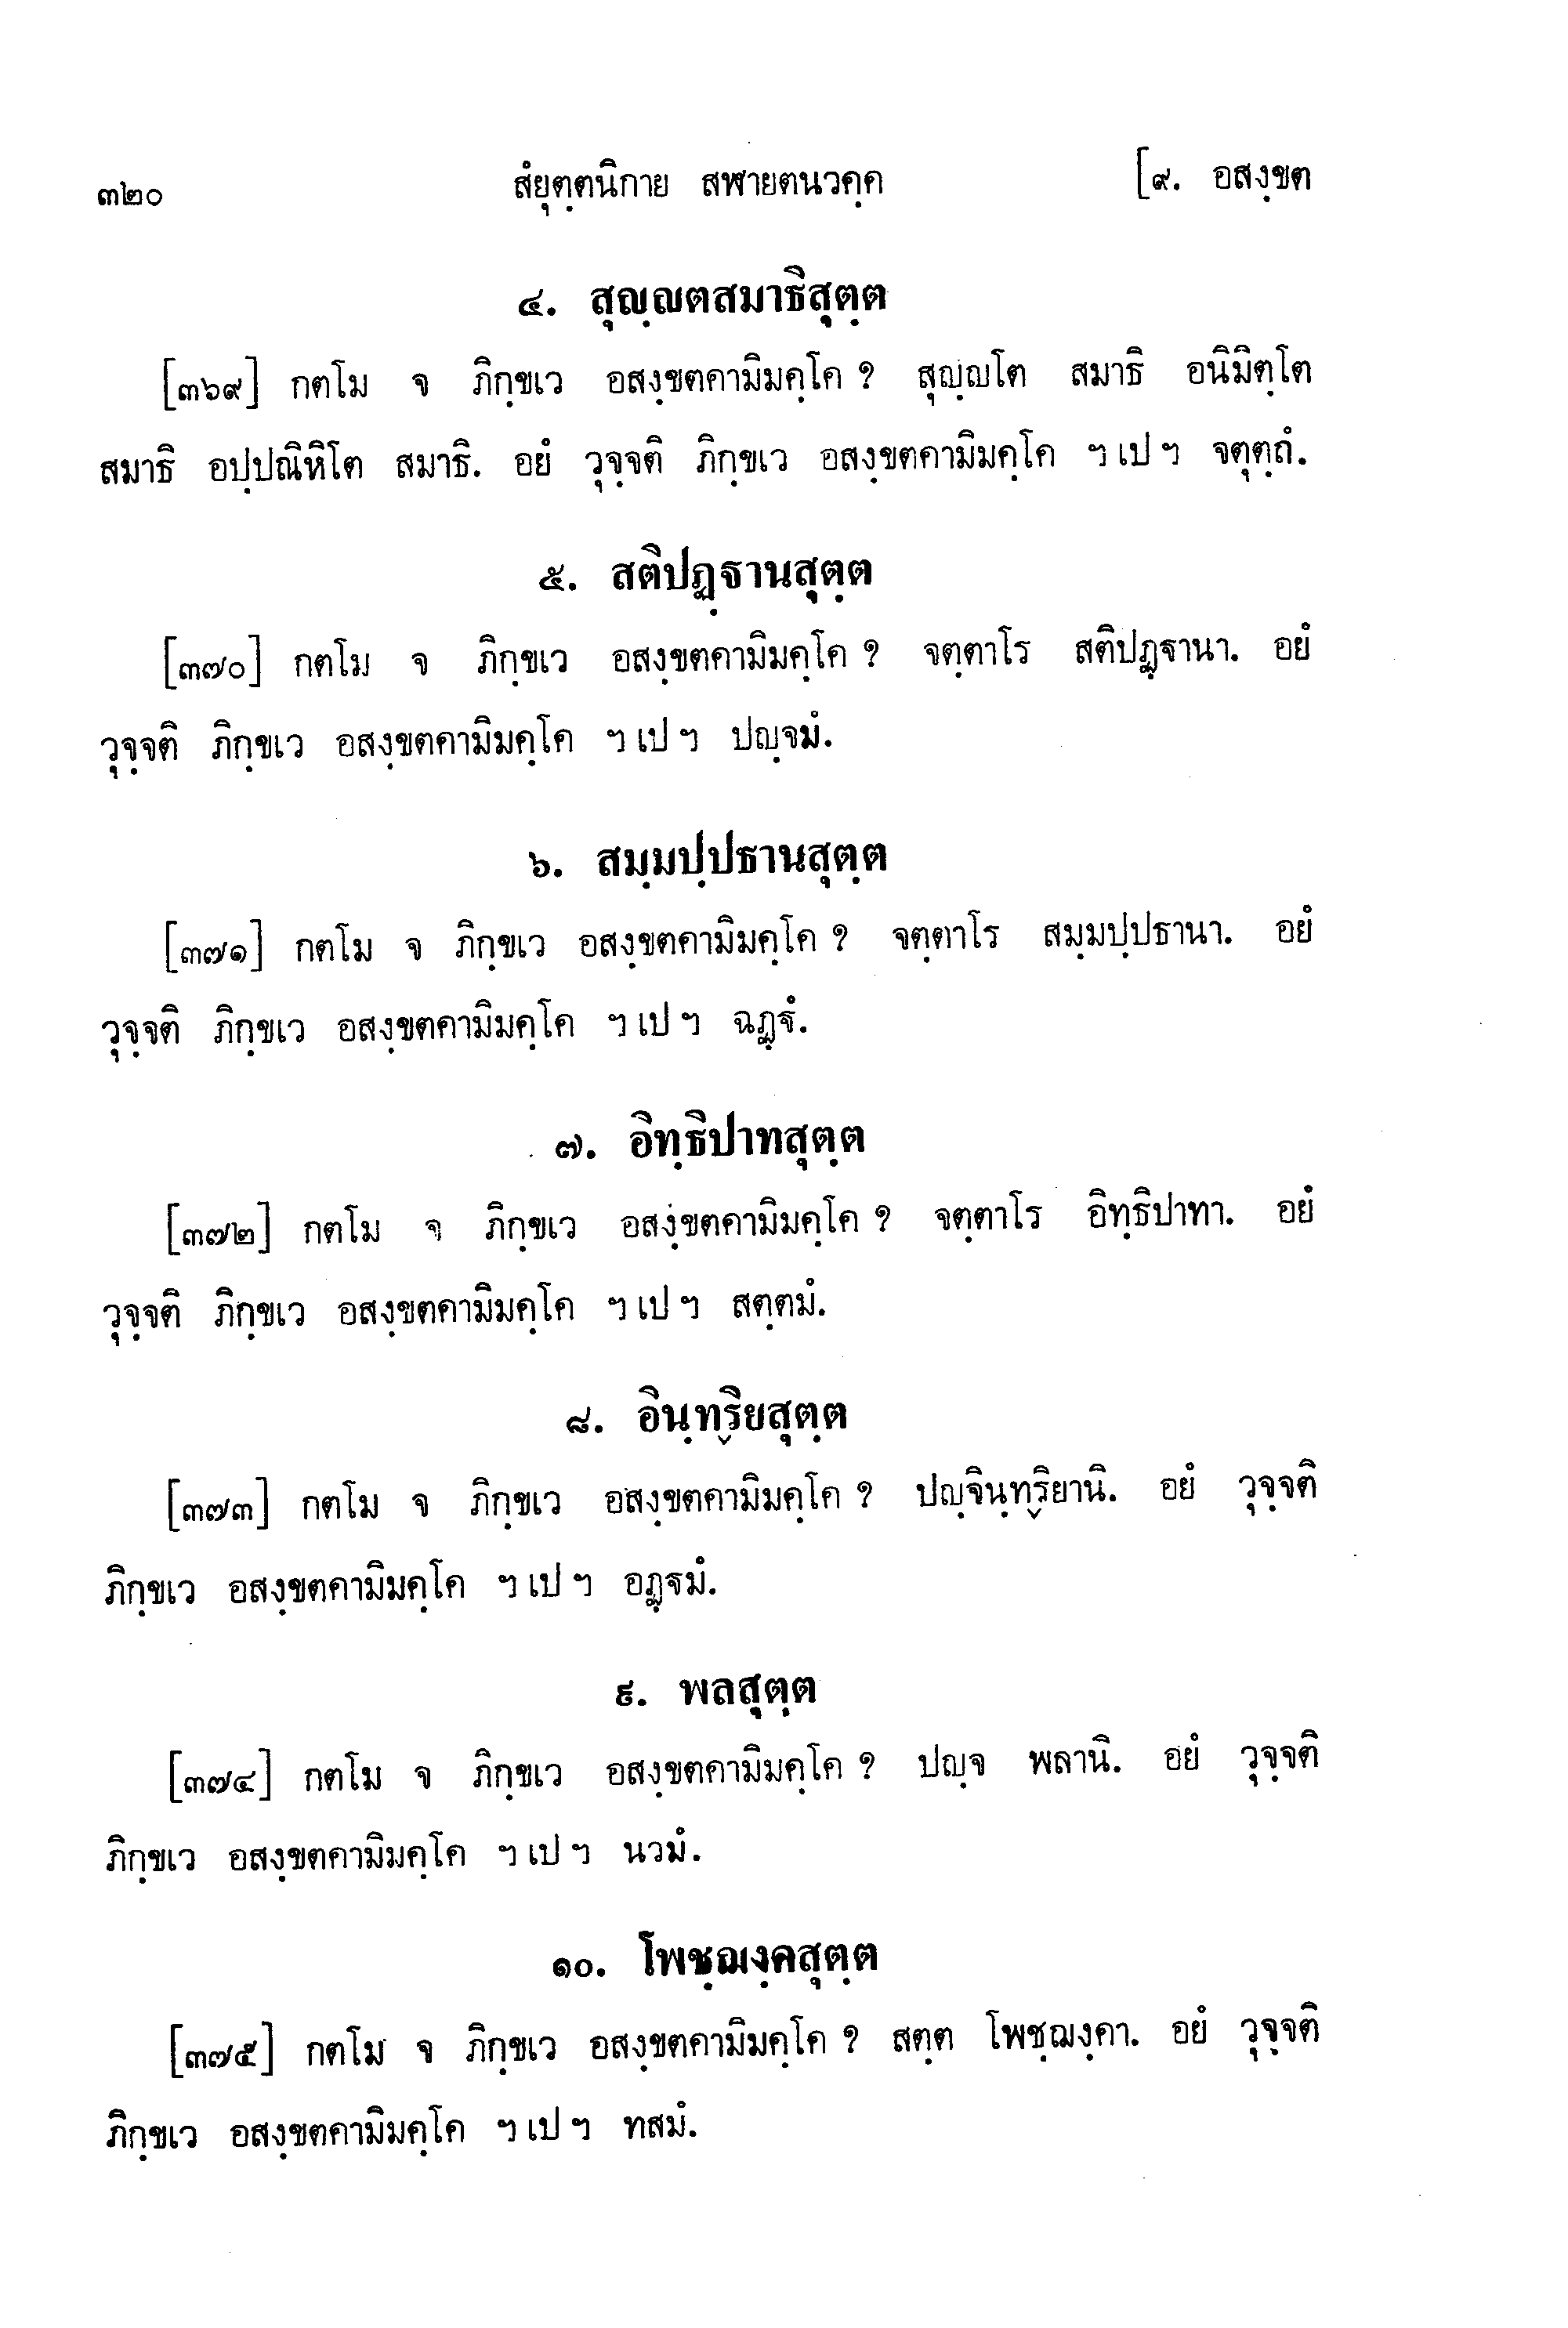 ๓๒๐ สํยุตฺตนิกาย สฬายตนวคฺค [๙. อสงฺขต
๔. สุญฺญตสมาธิสุตฺต
[๓๖๙] กตโม จ ภิกฺขเว อสงฺขตคามิมคฺโค ? สุญฺญโต สมาธิ อนิมิตฺโต
สมาธิ อปฺปณิหิโต สมาธิ. อยํ วุจฺจติ ภิกฺขเว อสงฺขตคามิมคฺโค ฯ เป ฯ จตุตฺถํ.
๕. สติปฏฺฐานสุตฺต
[๓๗๐] กตโม จ ภิกฺขเว อสงฺขตคามิมคฺโค ? จตฺตาโร สติปฏฺฐานา. อยํ
วุจฺจติ ภิกฺขเว อสงฺขตคามิมคฺโค ฯ เป ฯ ปญฺจมํ.
๖. สมฺมปฺปธานสุตฺต
[๓๗๑] กตโม จ ภิกฺขเว อสงฺขตคามิมคฺโค ? จตฺตาโร สมฺมปฺปธานา. อยํ
วุจฺจติ ภิกฺขเว อสงฺขตคามิมคฺโค ฯ เป ฯ ฉฏฺฐํ.
๗. อิทฺธิปาทสุตฺต
[๓๗๒] กตโม จ ภิกฺขเว อสงฺขตคามิมคฺโค ? จตฺตาโร อิทฺธิปาทา. อยํ
วุจฺจติ ภิกฺขเว อสงฺขตคามิมคฺโค ฯ เป ฯ สตฺตมํ.
๘. อินฺทฺริยสุตฺต
[๓๗๓] กตโม จ ภิกฺขเว อสงฺขตคามิมคฺโค ? ปญฺจินฺทฺริยานิ. อยํ วุจฺจติ
ภิกฺขเว อสงฺขตคามิมคฺโค ฯ เป ฯ อฏฺฐมํ.
๙. พลสุตฺต
[๓๗๔] กตโม จ ภิกฺขเว อสงฺขตคามิมคฺโค ? ปญฺจ พลานิ. อยํ วุจฺจติ
ภิกฺขเว อสงฺขตคามิมคฺโค ฯ เป ฯ นวมํ.
๑๐. โพชฺฌงฺคสุตฺต
[๓๗๕] กตโม จ ภิกฺขเว อสงฺขตคามิมคฺโค ? สตฺต โพชฺฌงฺคา. อยํ วุจฺจติ
ภิกฺขเว อสงฺขตคามิมคฺโค ฯ เป ฯ ทสมํ.